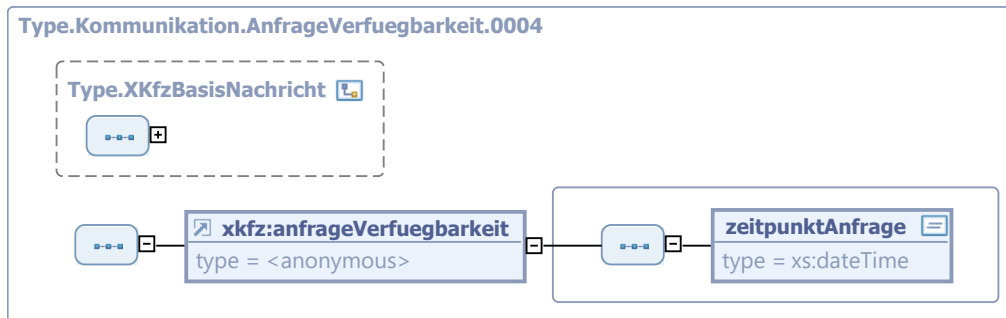 Type.Kommunikation.AnfrageVerfuegbarkeit.0004
Type.XKfzBasisNachricht
xkfz:anfrageVerfuegbarkeit
type = <anonymous>
zeitpunktAnfrage
type = xs:dateTime